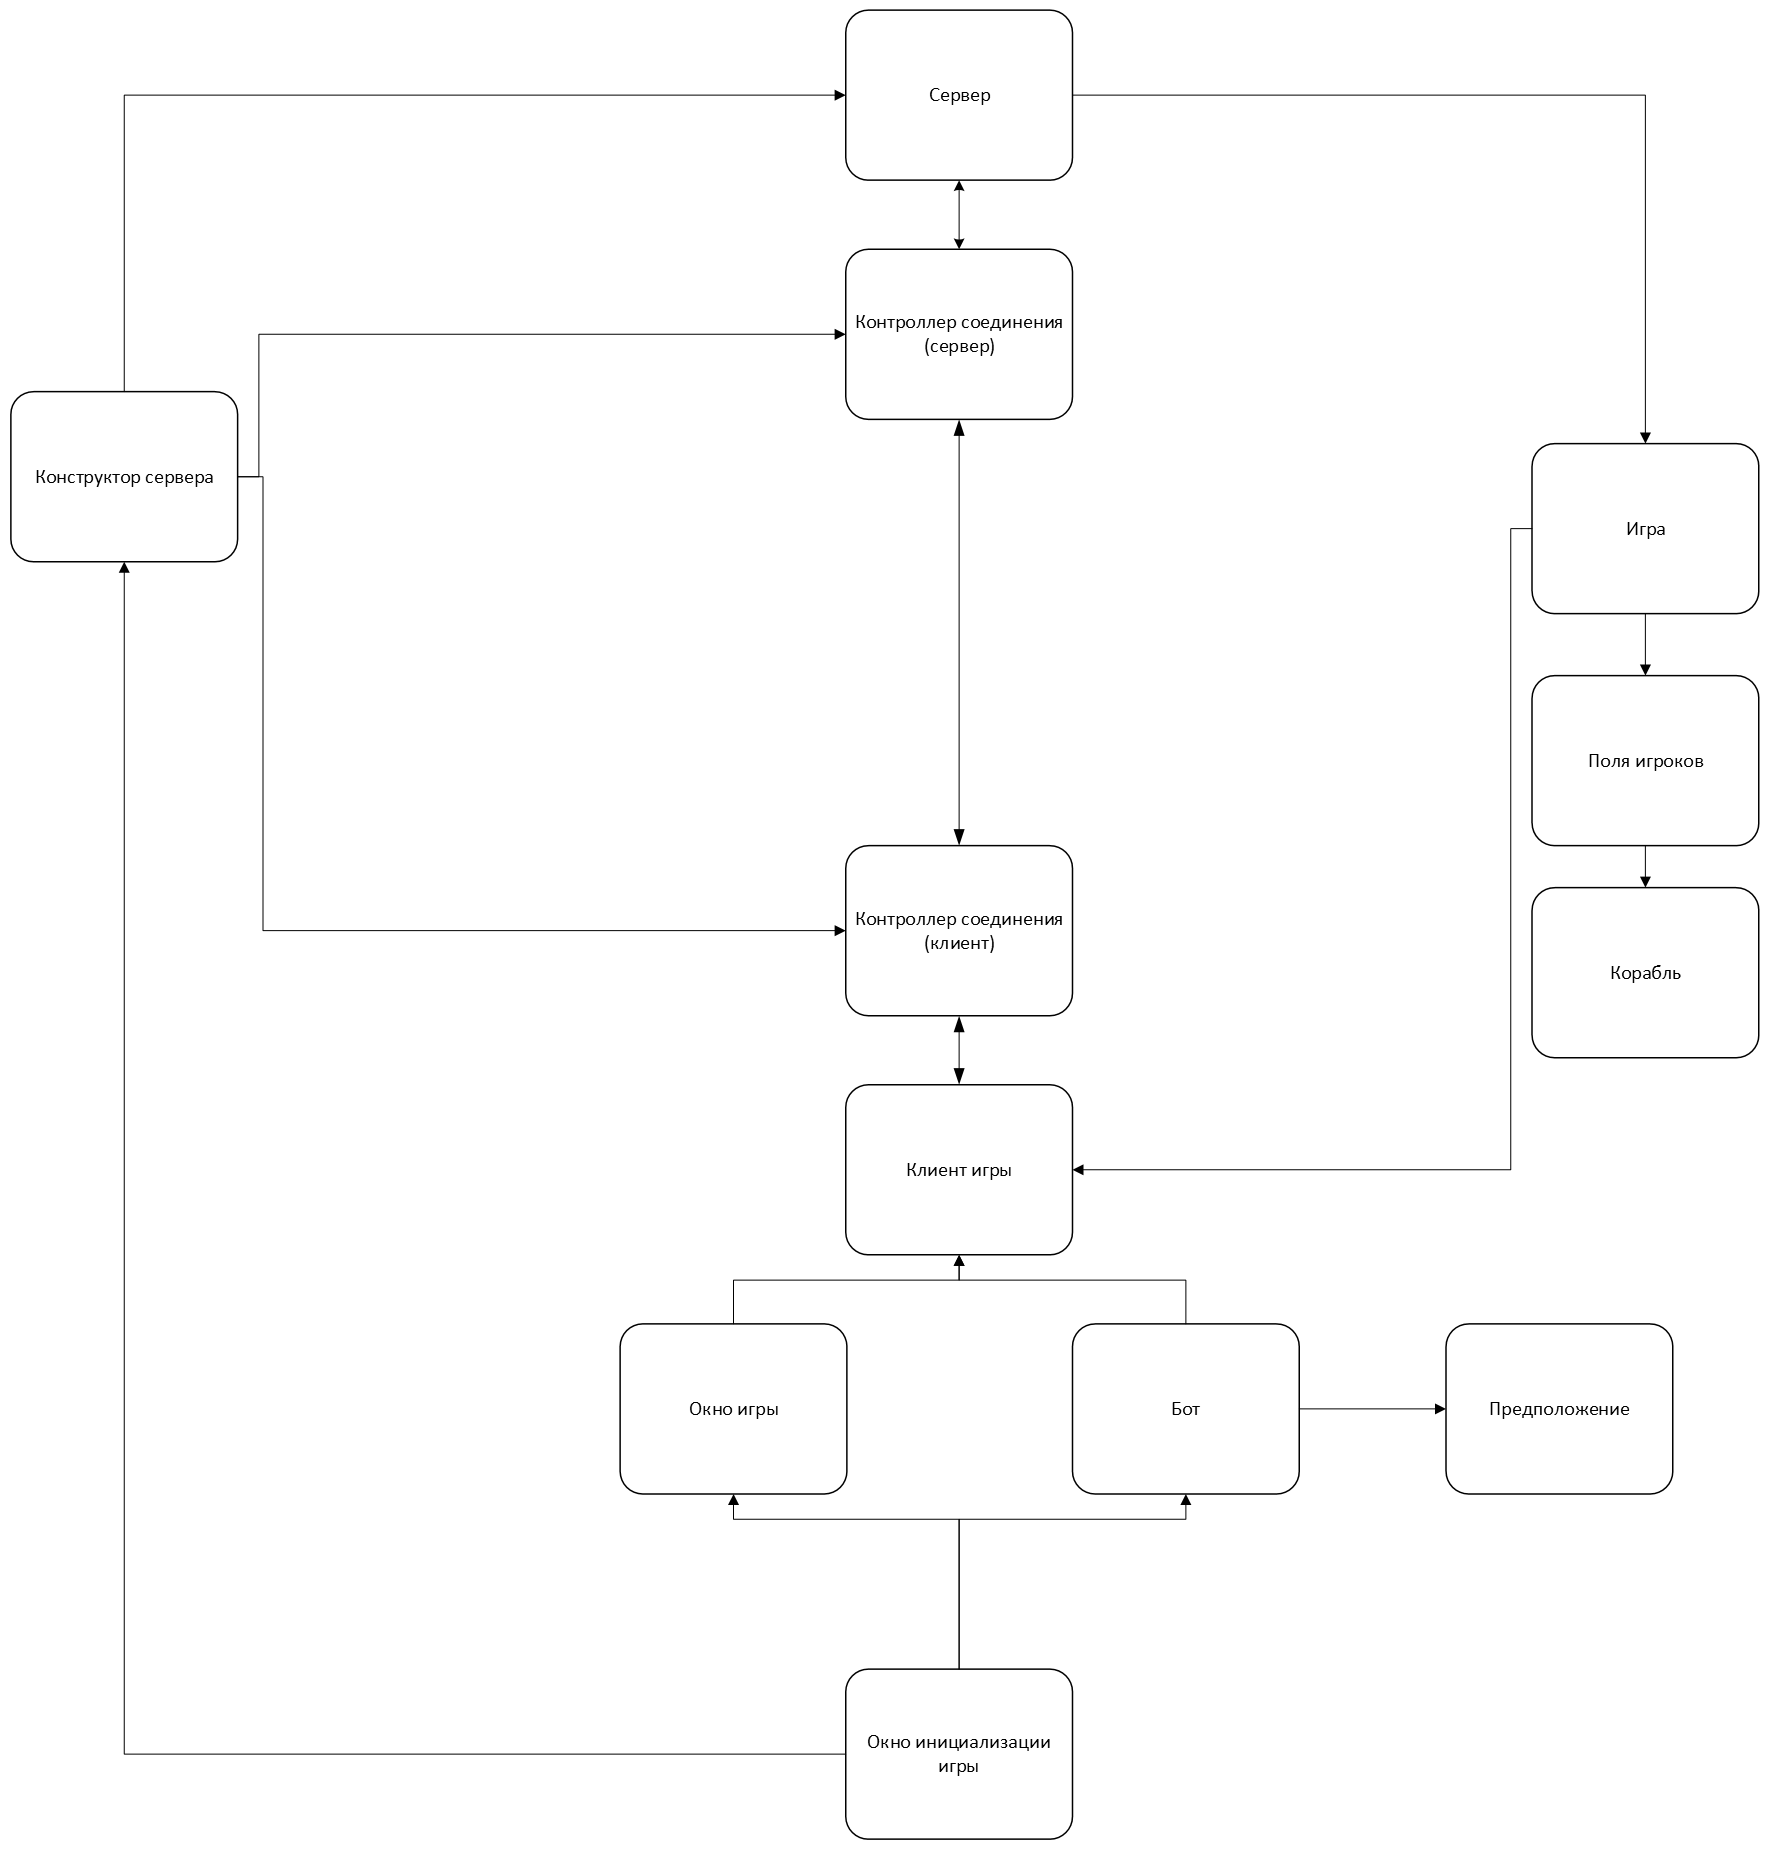 Сервер
Контроллер соединения
(сервер)
Конструктор сервера
Игра
Поля игроков
Контроллер соединения
(клиент)
Корабль
Клиент игры
Окно игры
Бот
Предположение
Окно инициализации
игры